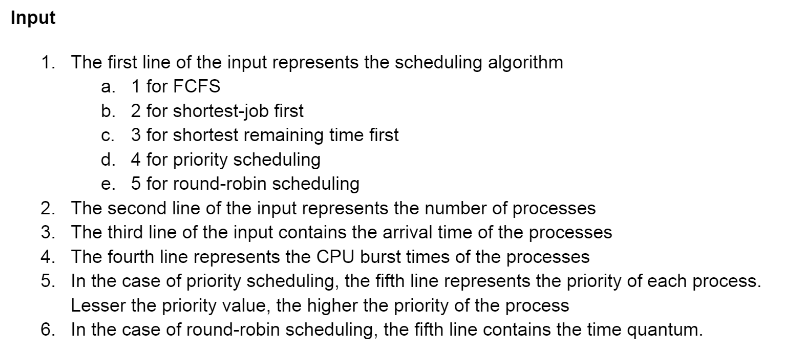 Input
1. The first line of the input represents the scheduling algorithm
a. 1 for FCFS
b. 2 for shortest-job first
c. 3 for shortest remaining time first
d. 4 for priority scheduling
e. 5 for round-robin scheduling
2. The second line of the input represents the number of processes
3. The third line of the input contains the arrival time of the processes
4. The fourth line represents the CPU burst times of the processes
5. In the case of priority scheduling, the fifth line represents the priority of each process.
Lesser the priority value, the higher the priority of the process
6. In the case of round-robin scheduling, the fifth line contains the time quantum.